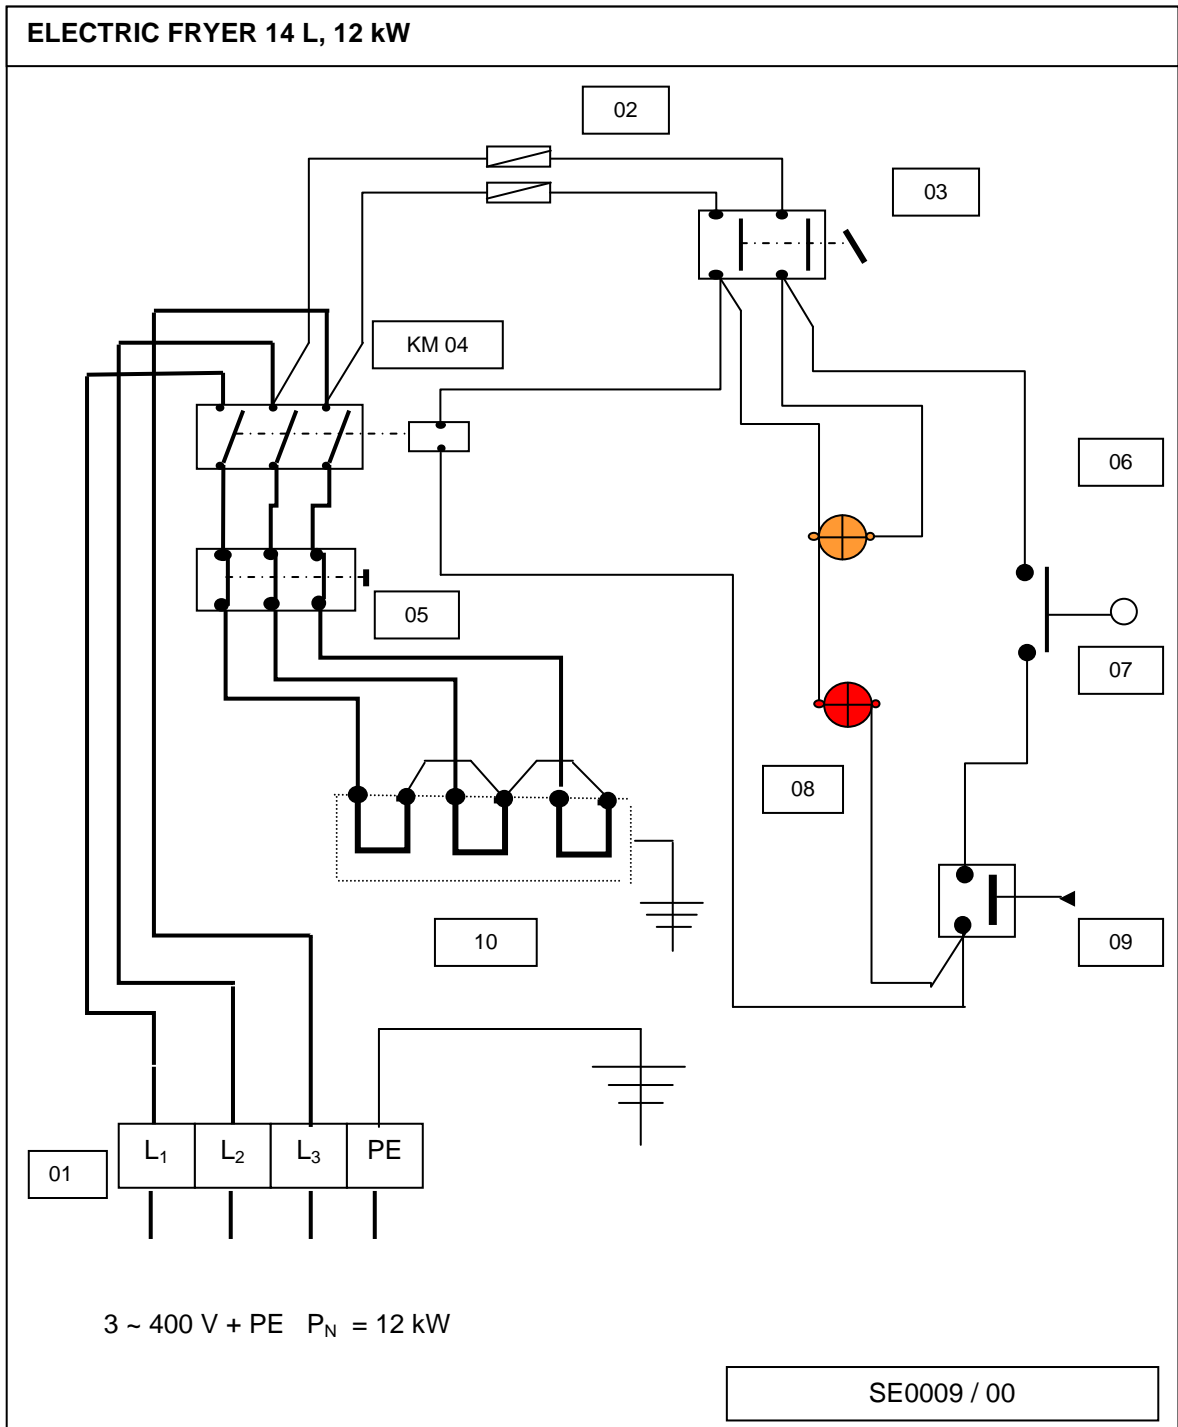 ELECTRIC FRYER 14 L, 12 kW
02
03
KM 04
06
05
07
08
10
09
L₁ L₂ L₃ PE
01
3 ~ 400 V + PE P_N = 12 kW
SE0009 / 00